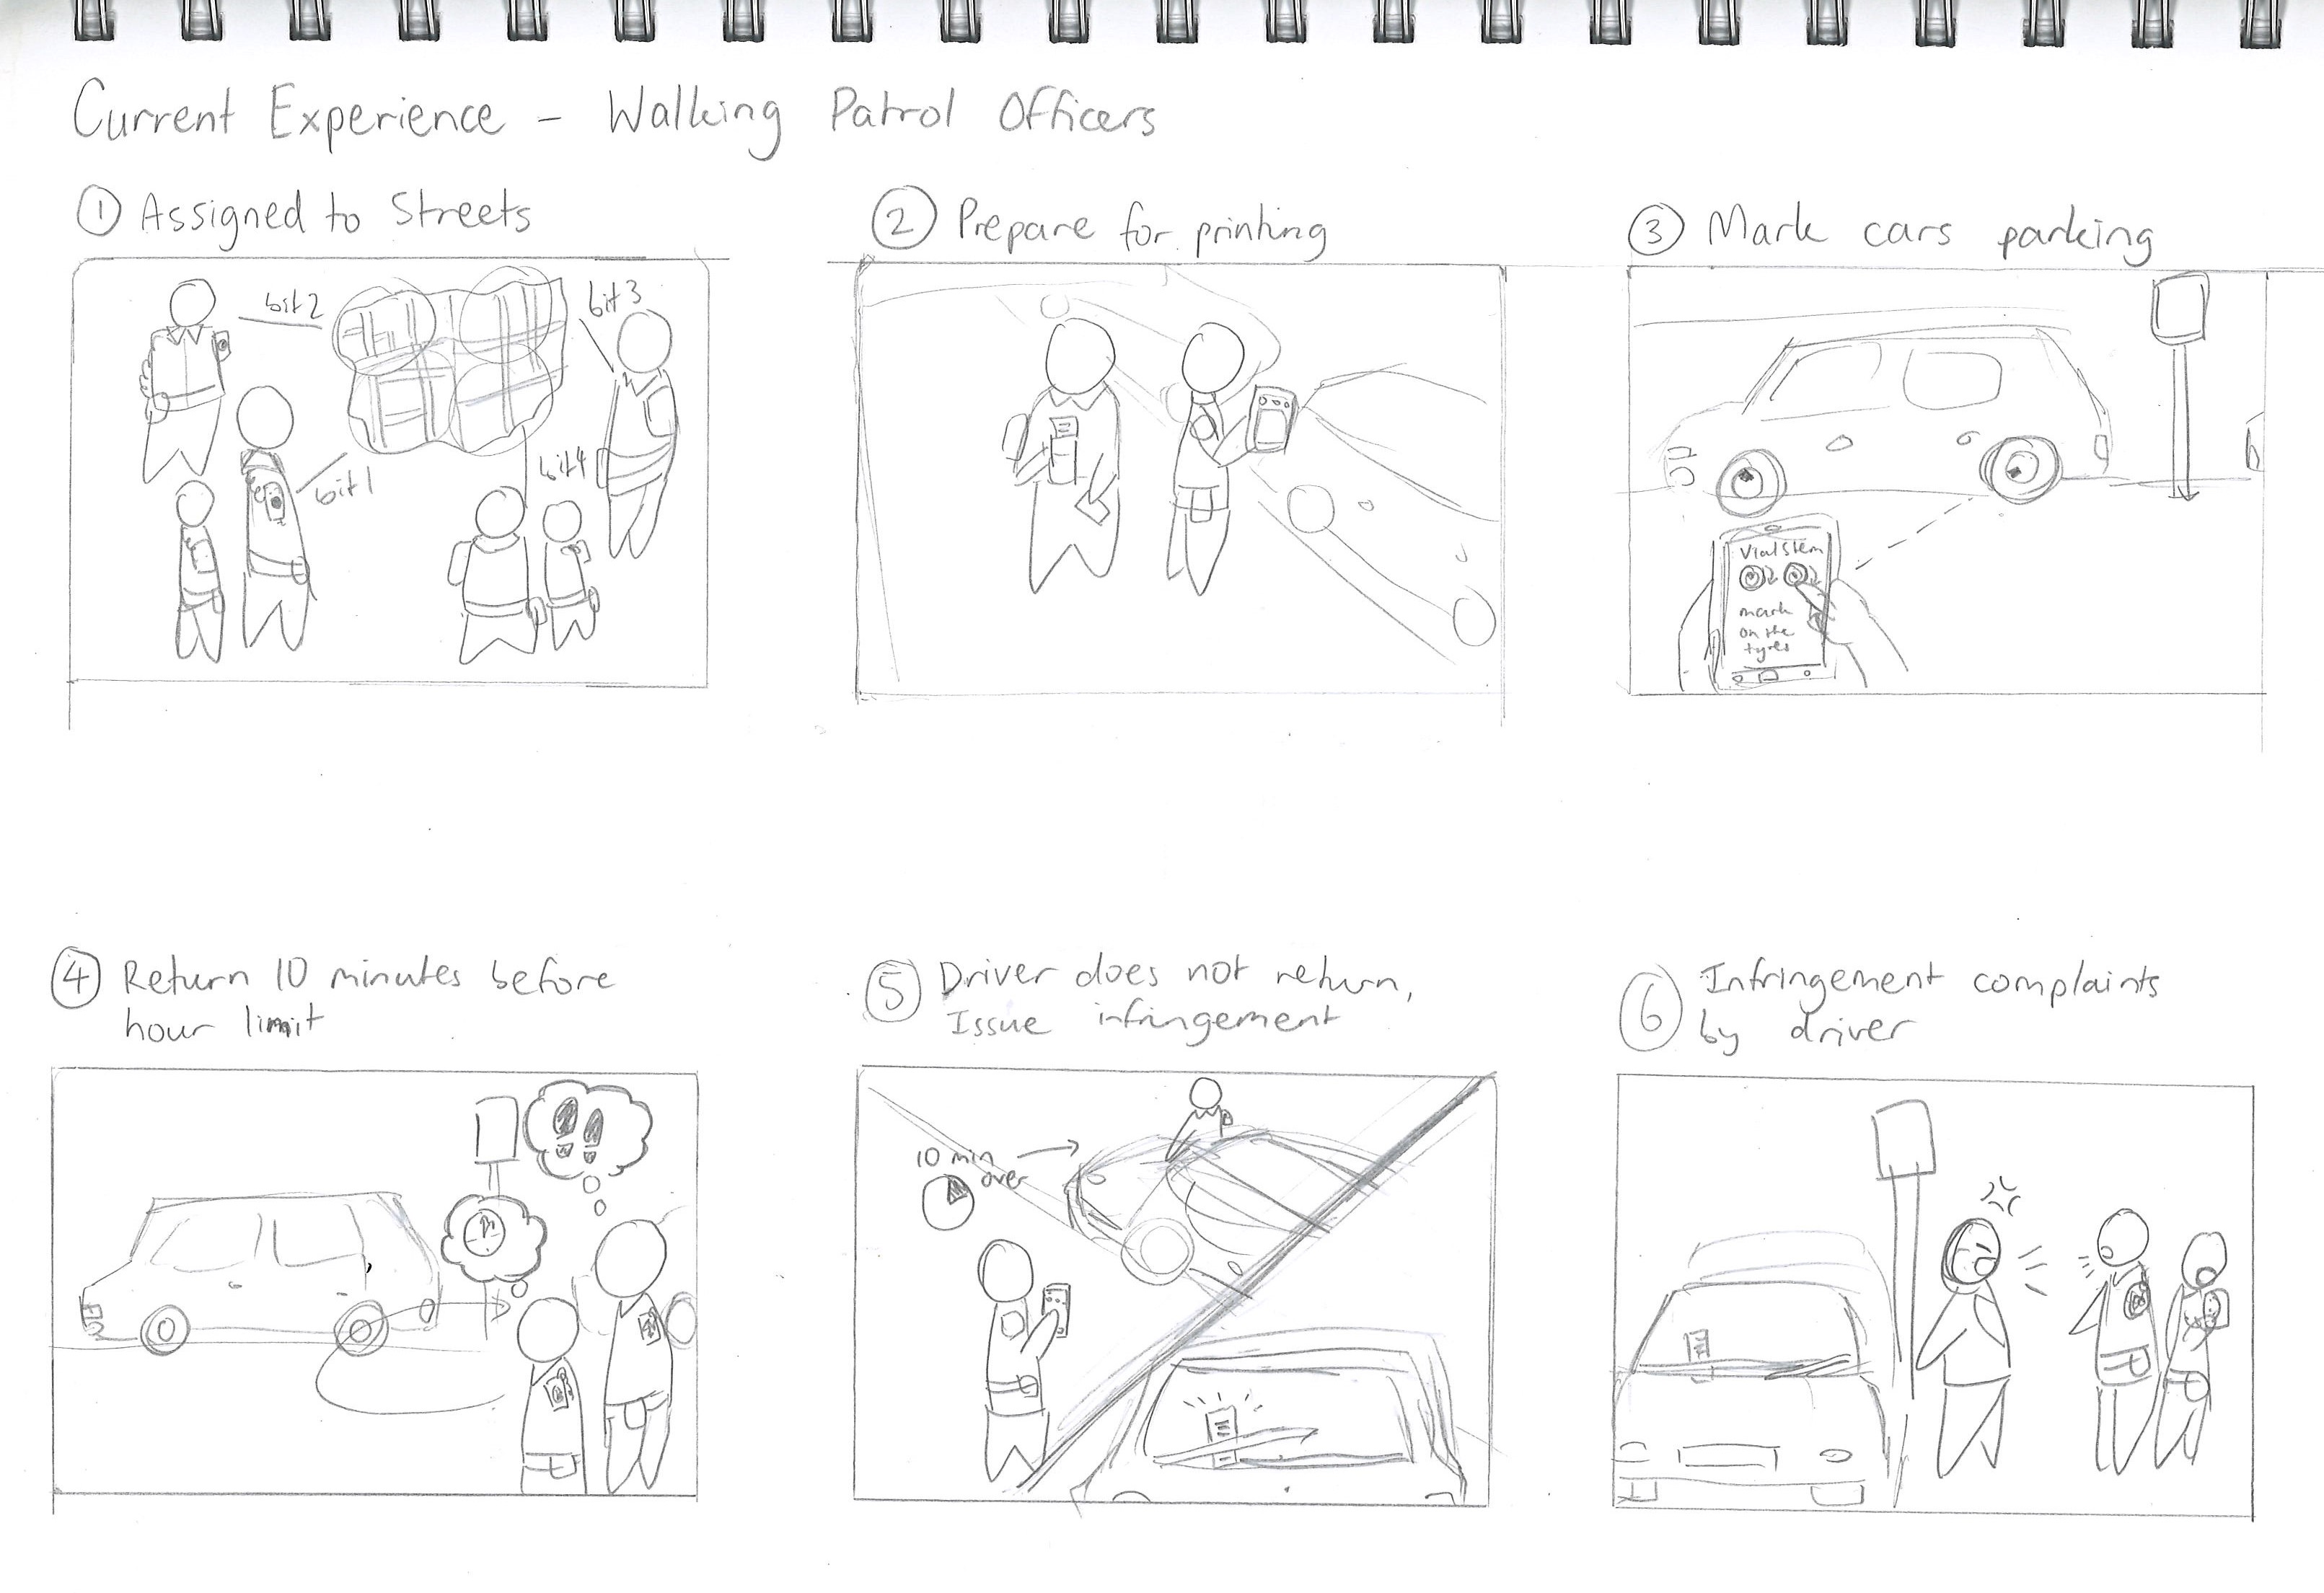 Current Experience - Walking Patrol Officers
① Assigned to Streets
bit 2
bit 3
bit 1
bit 4
② Prepare for printing
③ Mark cars parking
Vialstem
mark
on the
tyres
④ Return 10 minutes before
hour limit
⑤ Driver does not return,
Issue infringement
10 min
over
⑥ Infringement complaints
by driver